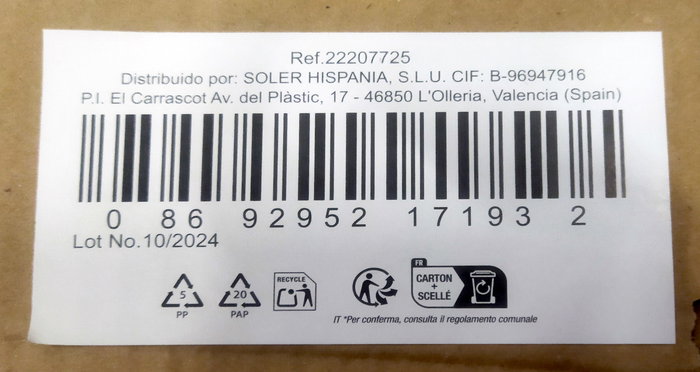 Ref.22207725
Distribuido por: SOLER HISPANIA, S.L.U. CIF: B-96947916
P.I. El Carrascot Av. del Plàstic, 17 - 46850 L'Olleria, Valencia (Spain)
0 86 92952 17193 2
Lot No.10/2024
5
PP
20
PAP
RECYCLE
FR
CARTON
+
SCELLÉ
IT *Per conferma, consulta il regolamento comunale